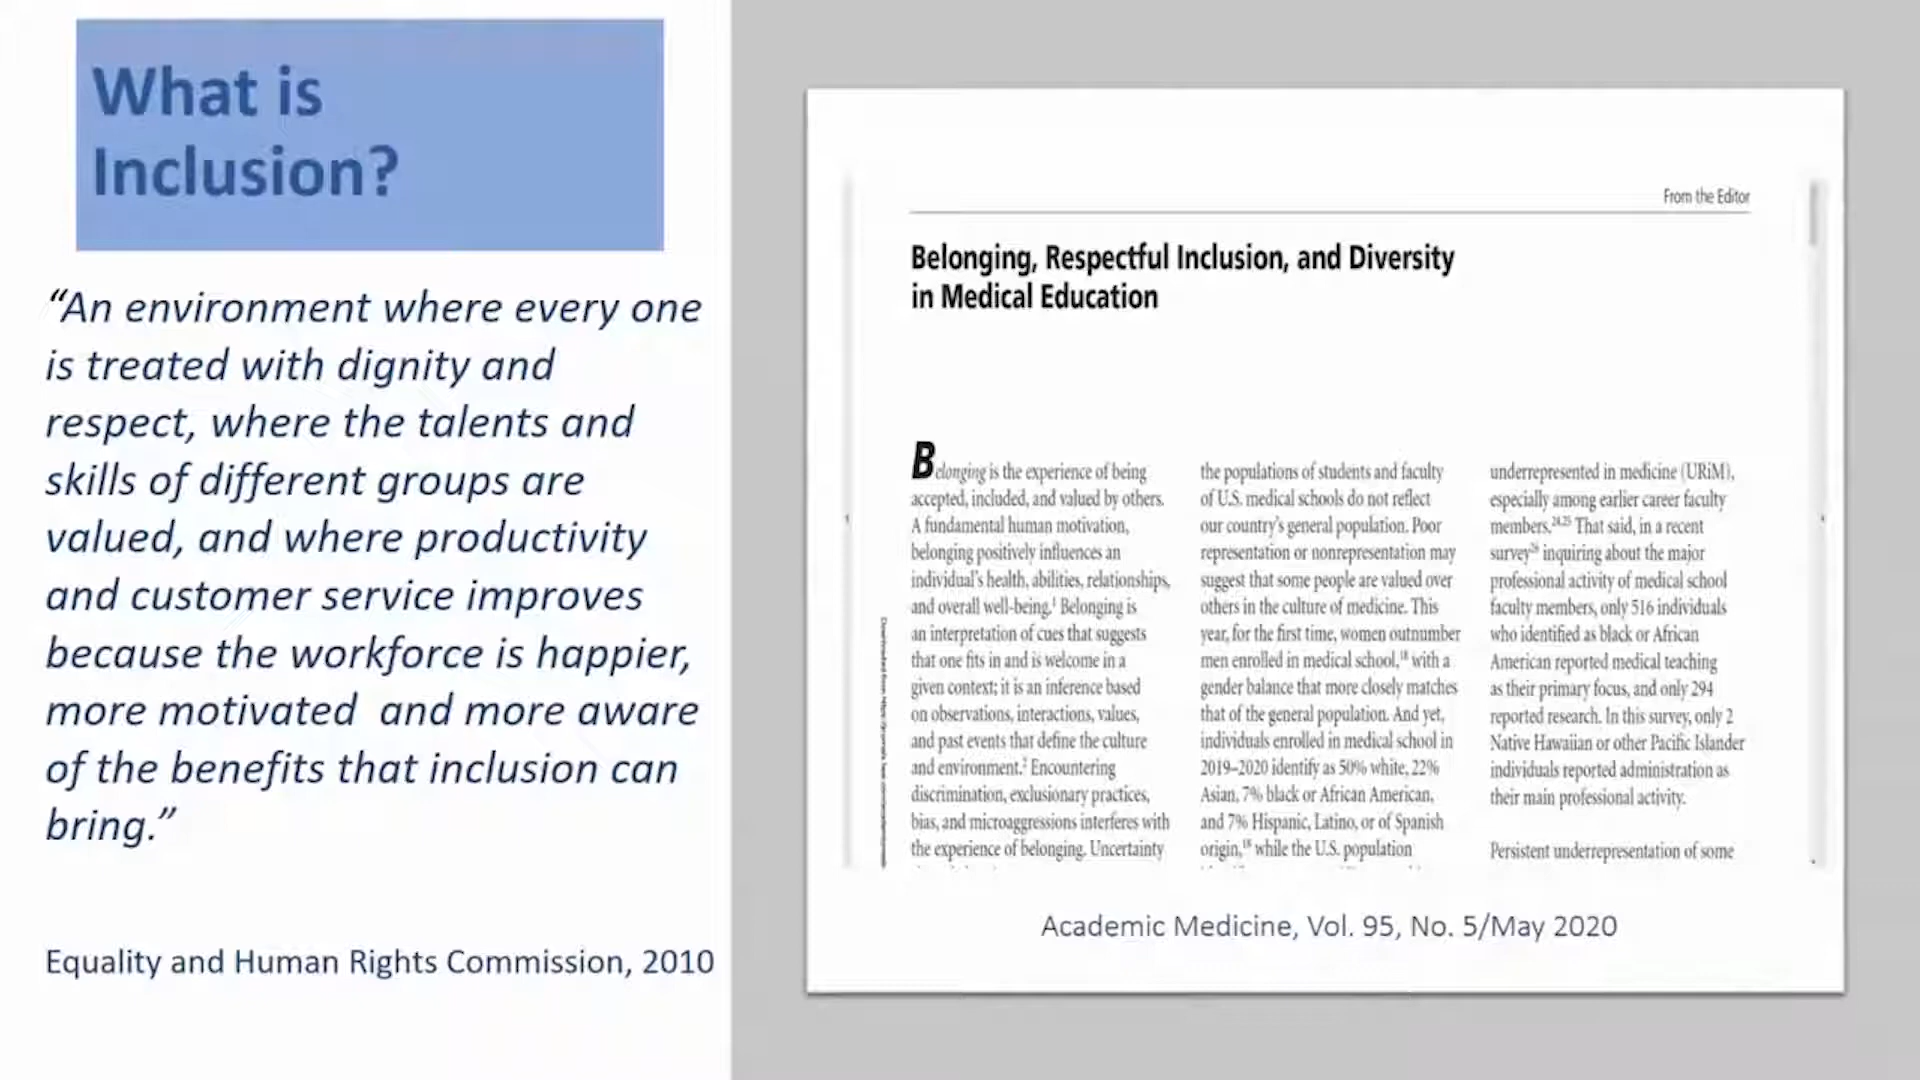 What is
Inclusion?
“An environment where every one
is treated with dignity and
respect, where the talents and
skills of different groups are
valued, and where productivity
and customer service improves
because the workforce is happier,
more motivated  and more aware
of the benefits that inclusion can
bring.”
Equality and Human Rights Commission, 2010
From the Editor
Belonging, Respectful Inclusion, and Diversity
in Medical Education
Belonging is the experience of being
accepted, included, and valued by others.
A fundamental human motivation,
belonging positively influences an
individual’s health, abilities, relationships,
and overall well-being.¹ Belonging is
an interpretation of cues that suggests
that one fits in and is welcome in a
given context; it is an inference based
on observations, interactions, values,
and past events that define the culture
and environment.² Encountering
discrimination, exclusionary practices,
bias, and microaggressions interferes with
the experience of belonging. Uncertainty
the populations of students and faculty
of U.S. medical schools do not reflect
our country’s general population. Poor
representation or nonrepresentation may
suggest that some people are valued over
others in the culture of medicine. This
year, for the first time, women outnumber
men enrolled in medical school,¹⁸ with a
gender balance that more closely matches
that of the general population. And yet,
individuals enrolled in medical school in
2019–2020 identify as 50% white, 22%
Asian, 7% black or African American,
and 7% Hispanic, Latino, or of Spanish
origin,¹⁸ while the U.S. population
underrepresented in medicine (URiM),
especially among earlier career faculty
members.²⁴,²⁵ That said, in a recent
survey²⁶ inquiring about the major
professional activity of medical school
faculty members, only 516 individuals
who identified as black or African
American reported medical teaching
as their primary focus, and only 294
reported research. In this survey, only 2
Native Hawaiian or other Pacific Islander
individuals reported administration as
their main professional activity.
Persistent underrepresentation of some
Academic Medicine, Vol. 95, No. 5/May 2020